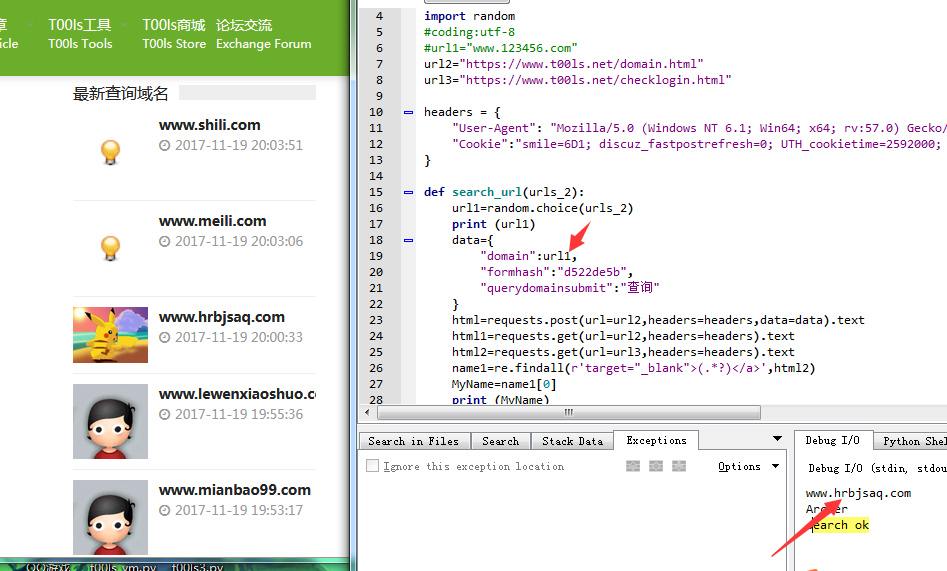 章 T00ls工具 T00ls商城 论坛交流
icle T00ls Tools T00ls Store Exchange Forum
最新查询域名
www.shili.com
2017-11-19 20:03:51
www.meili.com
2017-11-19 20:03:06
www.hrbjsaq.com
2017-11-19 20:00:33
www.lewenxiaoshuo.c
2017-11-19 19:55:36
www.mianbao99.com
2017-11-19 19:53:17
QQ游戏 t00ls_ym.py t00ls3.py
4 import random
5 #coding:utf-8
6 #url1="www.123456.com"
7 url2="https://www.t00ls.net/domain.html"
8 url3="https://www.t00ls.net/checklogin.html"
9
10 headers = {
11 "User-Agent": "Mozilla/5.0 (Windows NT 6.1; Win64; x64; rv:57.0) Gecko/
12 "Cookie":"smile=6D1; discuz_fastpostrefresh=0; UTH_cookietime=2592000;
13 }
14
15 def search_url(urls_2):
16 url1=random.choice(urls_2)
17 print (url1)
18 data={
19 "domain":url1,
20 "formhash":"d522de5b",
21 "querydomainsubmit":"查询"
22 }
23 html=requests.post(url=url2,headers=headers,data=data).text
24 html1=requests.get(url=url2,headers=headers).text
25 html2=requests.get(url=url3,headers=headers).text
26 name1=re.findall(r'target="_blank">(.*?)</a>',html2)
27 MyName=name1[0]
28 print (MyName)
Search in Files Search Stack Data Exceptions
Ignore this exception location Options
Debug I/O Python Shel
Debug I/O (stdin, stdou
www.hrbjsaq.com
earch ok